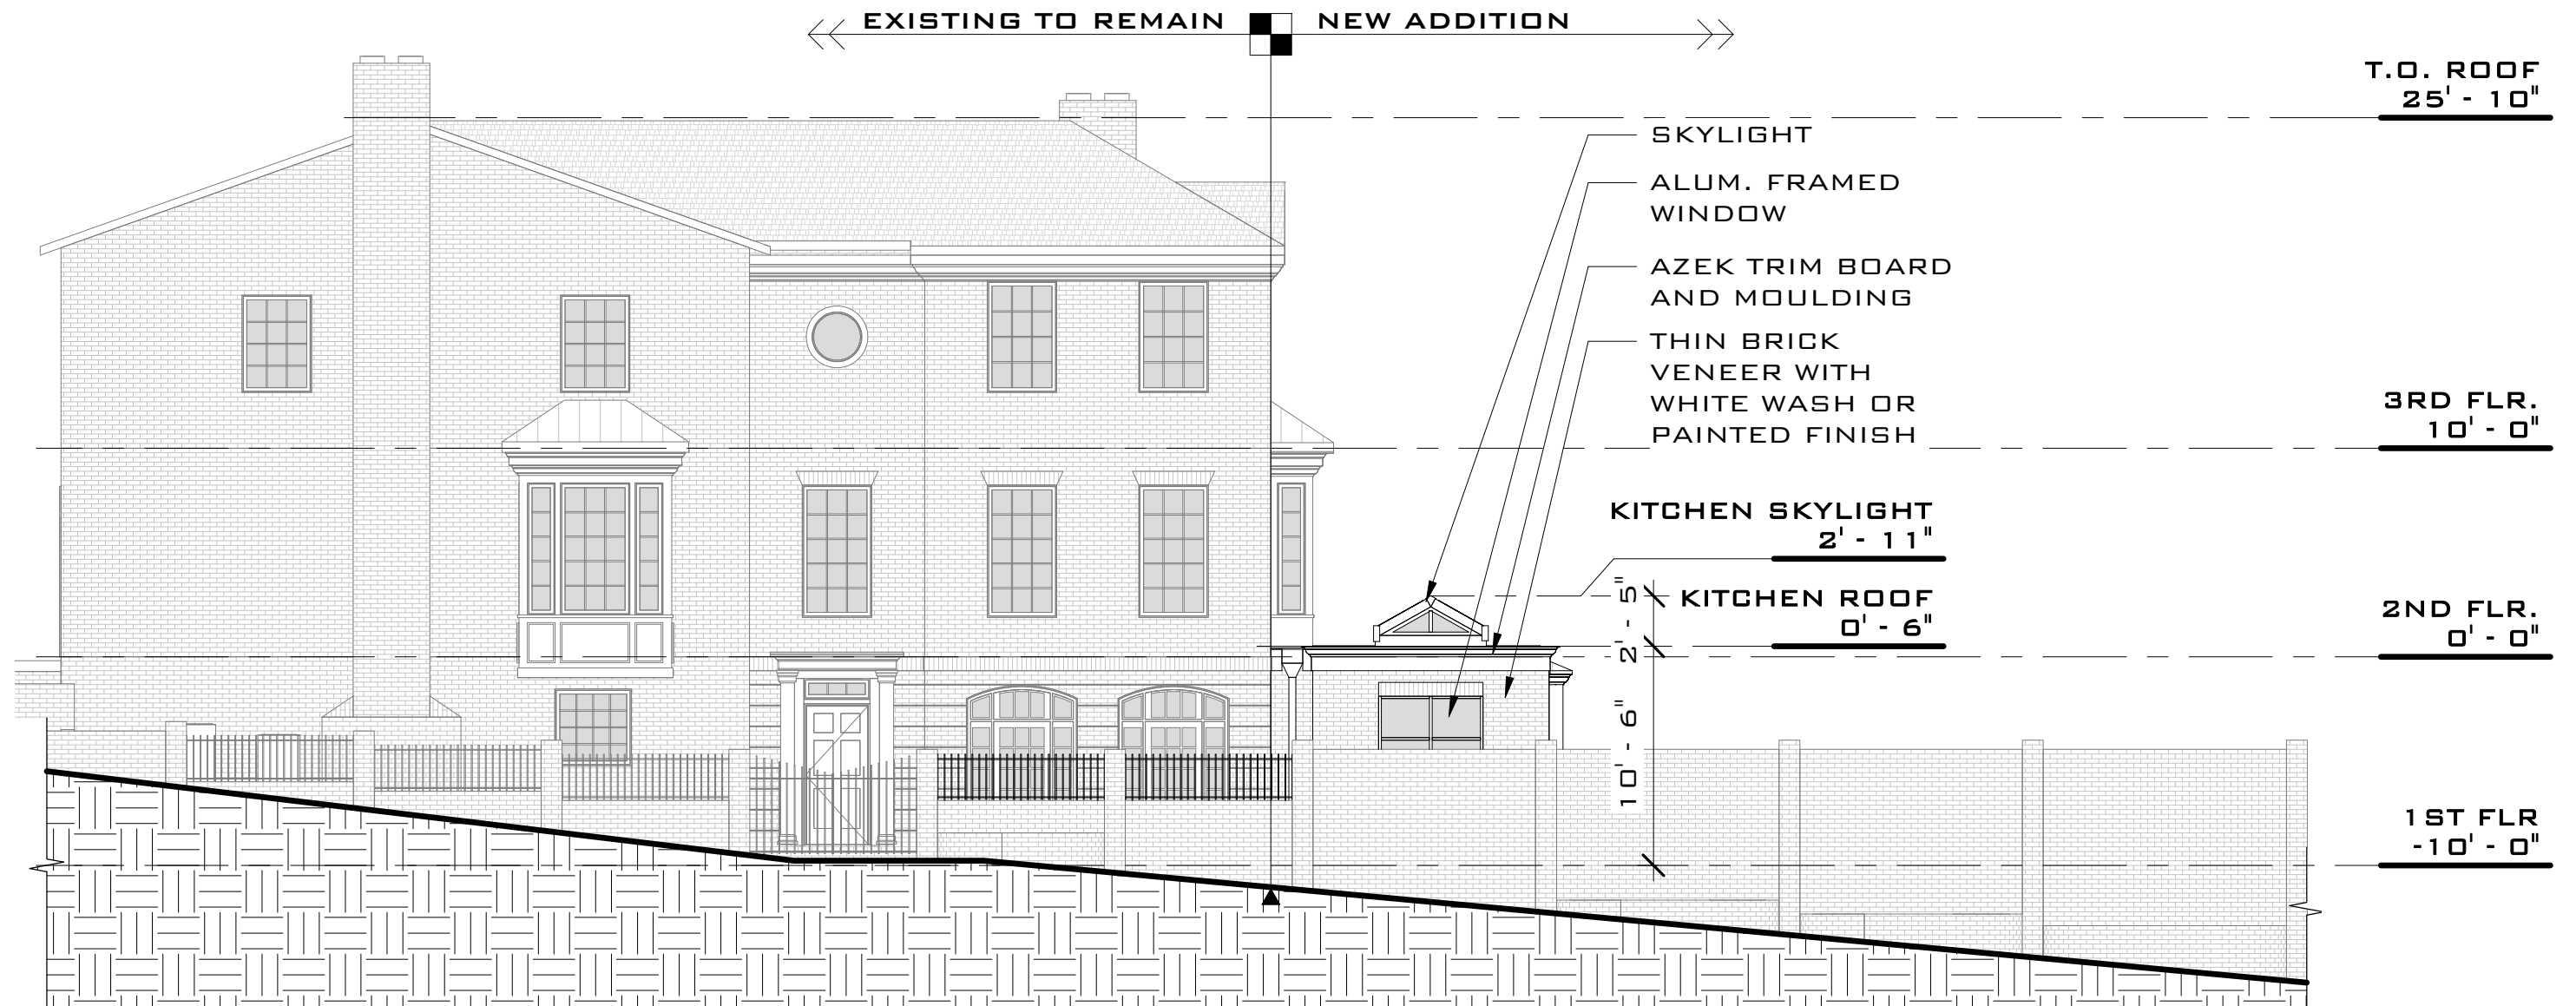 EXISTING TO REMAIN
NEW ADDITION
T.O. ROOF
25' - 10"
SKYLIGHT
ALUM. FRAMED
WINDOW
AZEK TRIM BOARD
AND MOULDING
THIN BRICK
VENEER WITH
WHITE WASH OR
PAINTED FINISH
3RD FLR.
10' - 0"
KITCHEN SKYLIGHT
2' - 11"
2' - 5"
KITCHEN ROOF
0' - 6"
2ND FLR.
0' - 0"
10' - 6"
1ST FLR
-10' - 0"